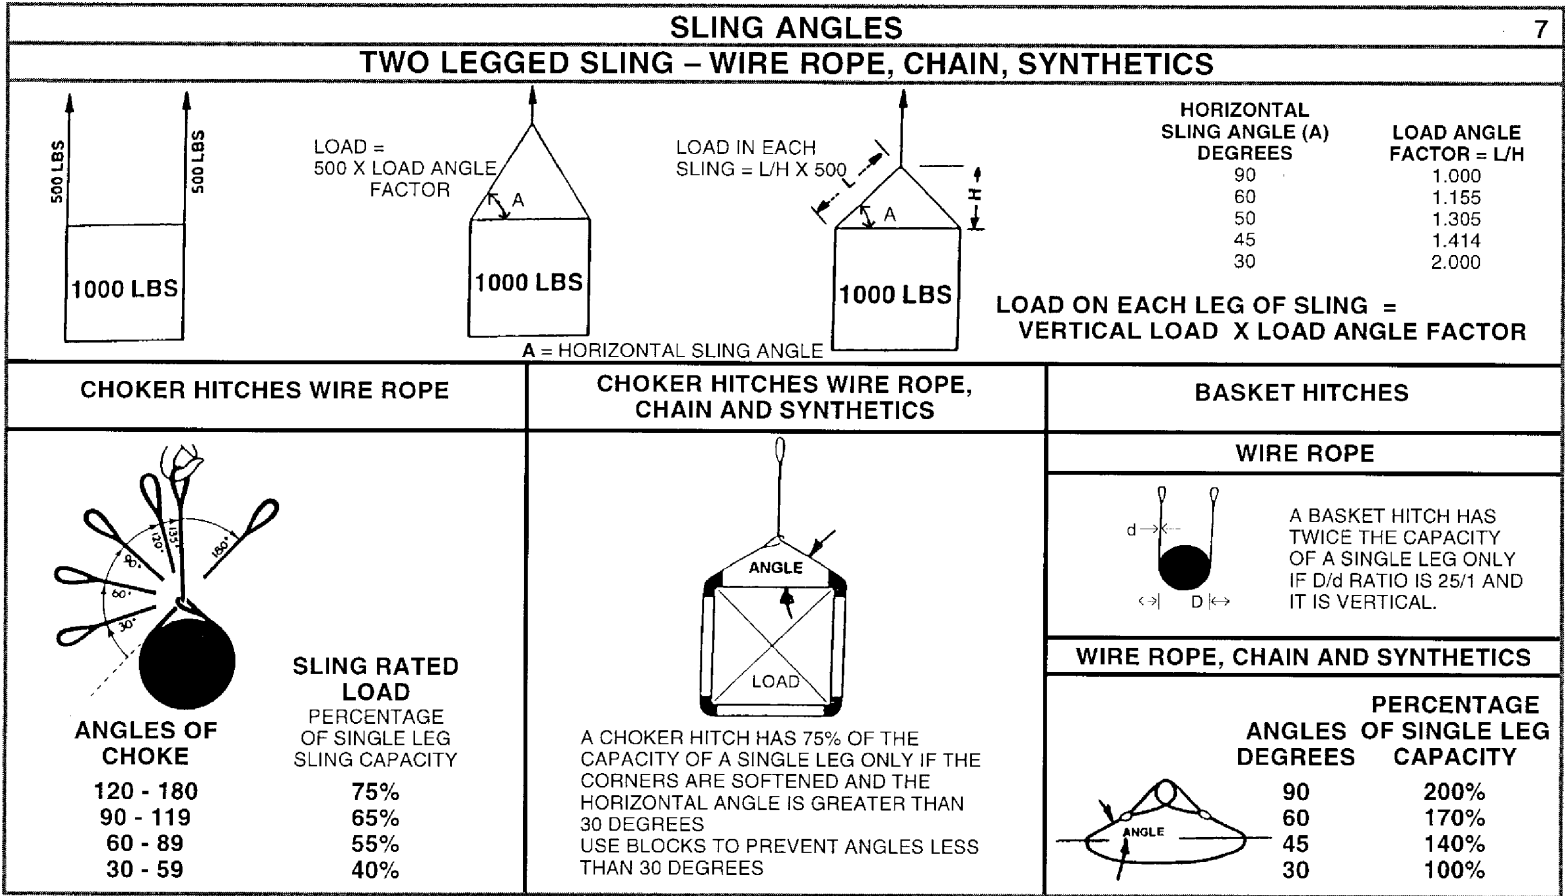 SLING ANGLES
7
TWO LEGGED SLING – WIRE ROPE, CHAIN, SYNTHETICS
500 LBS
500 LBS
1000 LBS
LOAD =
500 X LOAD ANGLE
FACTOR
A
1000 LBS
LOAD IN EACH
SLING = L/H X 500
L
H
A
1000 LBS
A = HORIZONTAL SLING ANGLE
HORIZONTAL
SLING ANGLE (A)
DEGREES
LOAD ANGLE
FACTOR = L/H
90 1.000
60 1.155
50 1.305
45 1.414
30 2.000
LOAD ON EACH LEG OF SLING =
VERTICAL LOAD X LOAD ANGLE FACTOR
CHOKER HITCHES WIRE ROPE
30°
60°
90°
120°
135°
180°
ANGLES OF
CHOKE
SLING RATED
LOAD
PERCENTAGE
OF SINGLE LEG
SLING CAPACITY
120 - 180 75%
90 - 119 65%
60 - 89 55%
30 - 59 40%
CHOKER HITCHES WIRE ROPE,
CHAIN AND SYNTHETICS
ANGLE
LOAD
A CHOKER HITCH HAS 75% OF THE
CAPACITY OF A SINGLE LEG ONLY IF THE
CORNERS ARE SOFTENED AND THE
HORIZONTAL ANGLE IS GREATER THAN
30 DEGREES
USE BLOCKS TO PREVENT ANGLES LESS
THAN 30 DEGREES
BASKET HITCHES
WIRE ROPE
d
D
A BASKET HITCH HAS
TWICE THE CAPACITY
OF A SINGLE LEG ONLY
IF D/d RATIO IS 25/1 AND
IT IS VERTICAL.
WIRE ROPE, CHAIN AND SYNTHETICS
ANGLE
ANGLES
DEGREES
PERCENTAGE
OF SINGLE LEG
CAPACITY
90 200%
60 170%
45 140%
30 100%